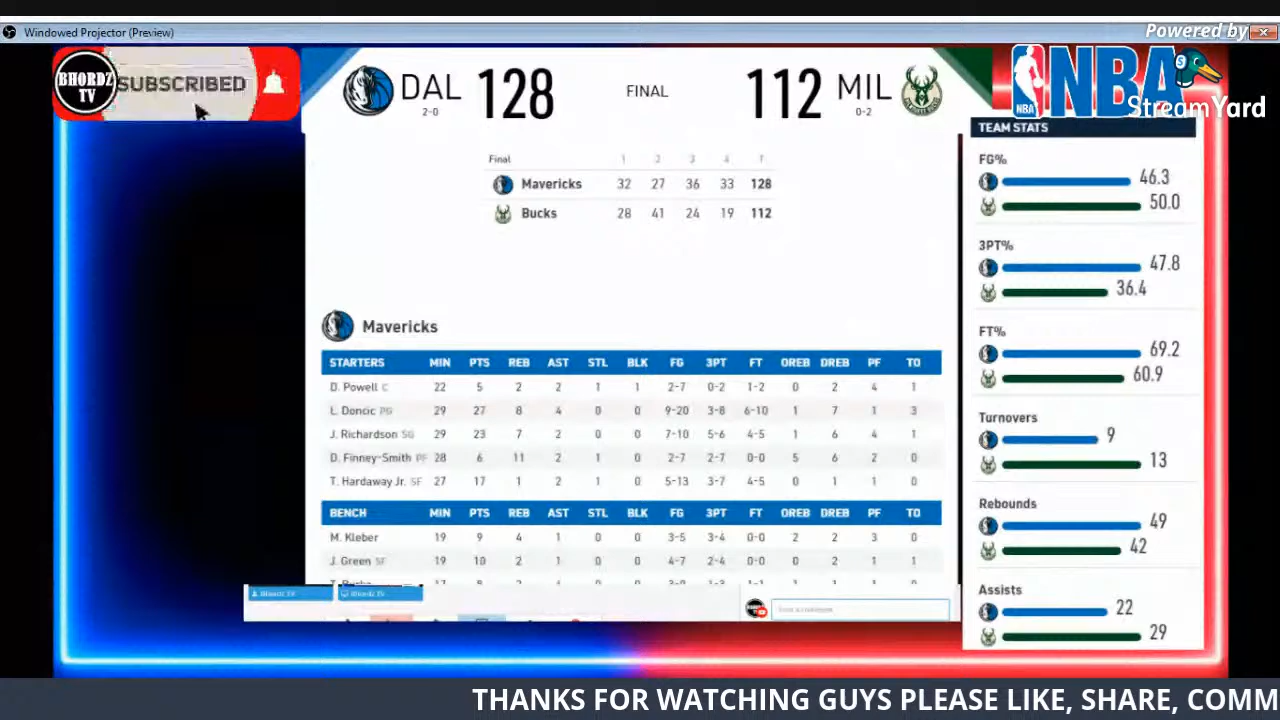 Windowed Projector (Preview)
Powered by
BHORDZ TV SUBSCRIBED
DAL 128 FINAL 112 MIL
2-0 0-2
NBA NBA
StreamYard
Final 1 2 3 4 T
Mavericks 32 27 36 33 128
Bucks 28 41 24 19 112
Mavericks
STARTERS MIN PTS REB AST STL BLK FG 3PT FT OREB DREB PF TO
D. Powell C 22 5 2 2 1 1 2-7 0-2 1-2 0 2 4 1
L. Doncic PG 29 27 8 4 0 0 9-20 3-8 6-10 1 7 1 3
J. Richardson SG 29 23 7 2 0 0 7-10 5-6 4-5 1 6 4 1
D. Finney-Smith PF 28 6 11 2 1 0 2-7 2-7 0-0 5 6 2 0
T. Hardaway Jr. SF 27 17 1 2 1 0 5-13 3-7 4-5 0 1 1 0
BENCH MIN PTS REB AST STL BLK FG 3PT FT OREB DREB PF TO
M. Kleber 19 9 4 1 0 0 3-5 3-4 0-0 2 2 3 0
J. Green SF 19 10 2 1 0 0 4-7 2-4 0-0 0 2 1 1
TEAM STATS
FG%
46.3
50.0
3PT%
47.8
36.4
FT%
69.2
60.9
Turnovers
9
13
Rebounds
49
42
Assists
22
29
Bhordz TV Bhordz TV
THANKS FOR WATCHING GUYS PLEASE LIKE, SHARE, COMM